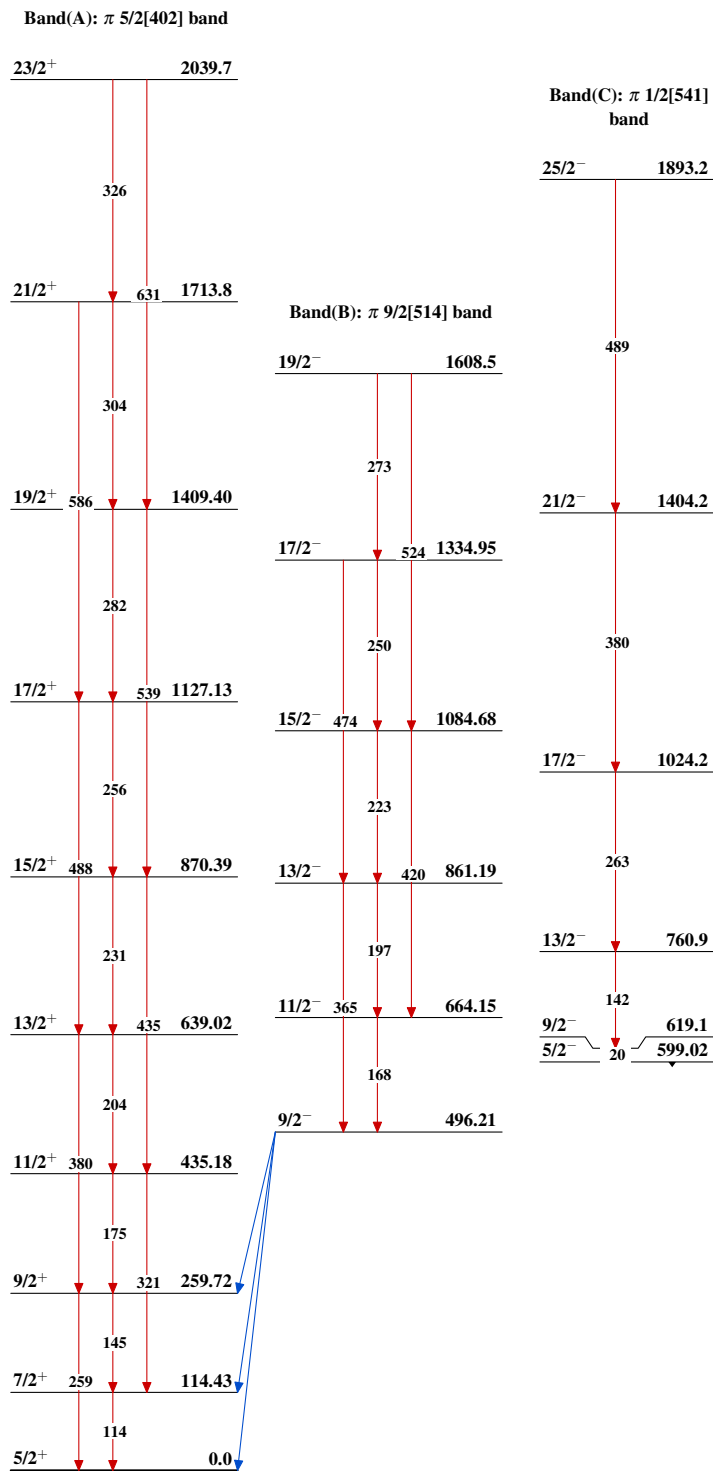 Band(A): π 5/2[402] band
23/2⁺ 2039.7
326
21/2⁺ 631 1713.8
304
19/2⁺ 586 1409.40
282
17/2⁺ 539 1127.13
256
15/2⁺ 488 870.39
231
13/2⁺ 435 639.02
204
11/2⁺ 380 435.18
175
9/2⁺ 321 259.72
145
7/2⁺ 259 114.43
114
5/2⁺ 0.0
Band(B): π 9/2[514] band
19/2⁻ 1608.5
273
17/2⁻ 524 1334.95
250
15/2⁻ 474 1084.68
223
13/2⁻ 420 861.19
197
11/2⁻ 365 664.15
168
9/2⁻ 496.21
Band(C): π 1/2[541]
band
25/2⁻ 1893.2
489
21/2⁻ 1404.2
380
17/2⁻ 1024.2
263
13/2⁻ 760.9
142
9/2⁻ 619.1
5/2⁻ 20 599.02